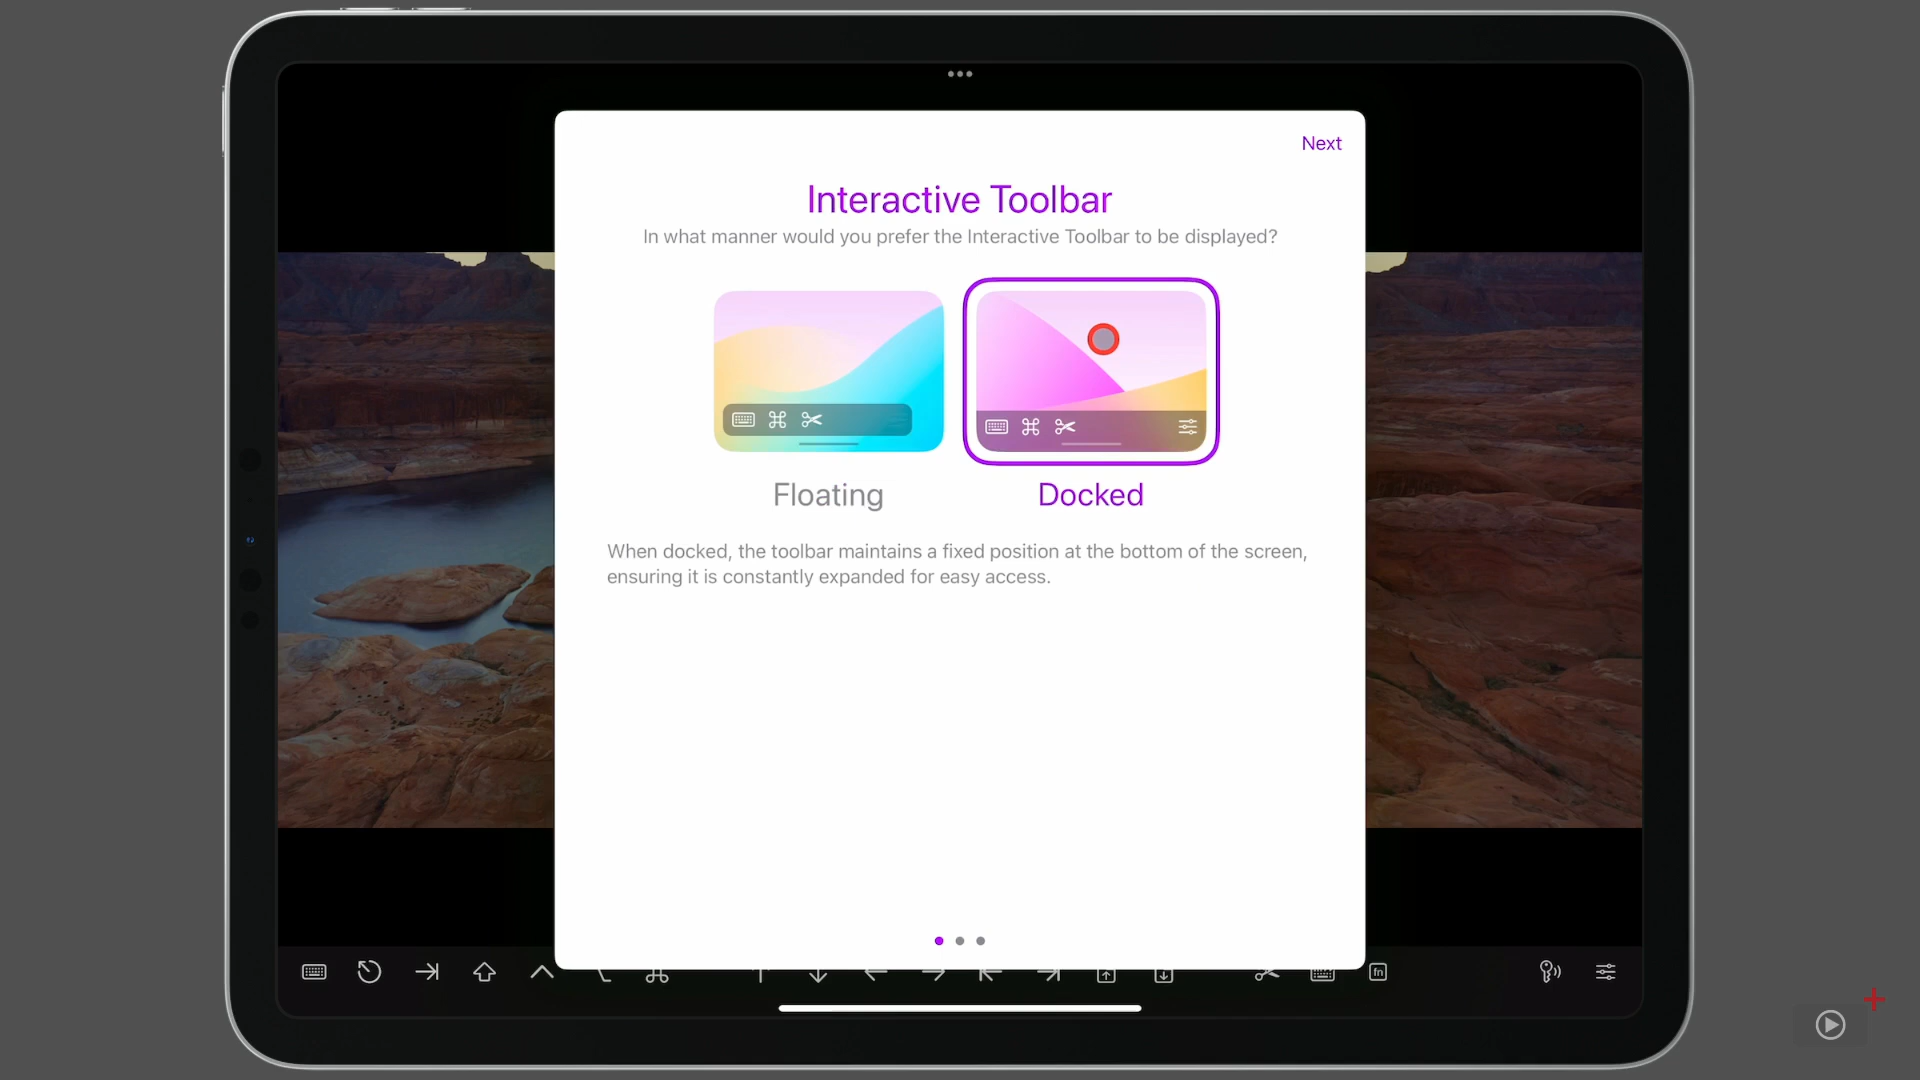 Next
Interactive Toolbar
In what manner would you prefer the Interactive Toolbar to be displayed?
Floating
Docked
When docked, the toolbar maintains a fixed position at the bottom of the screen,
ensuring it is constantly expanded for easy access.
fn